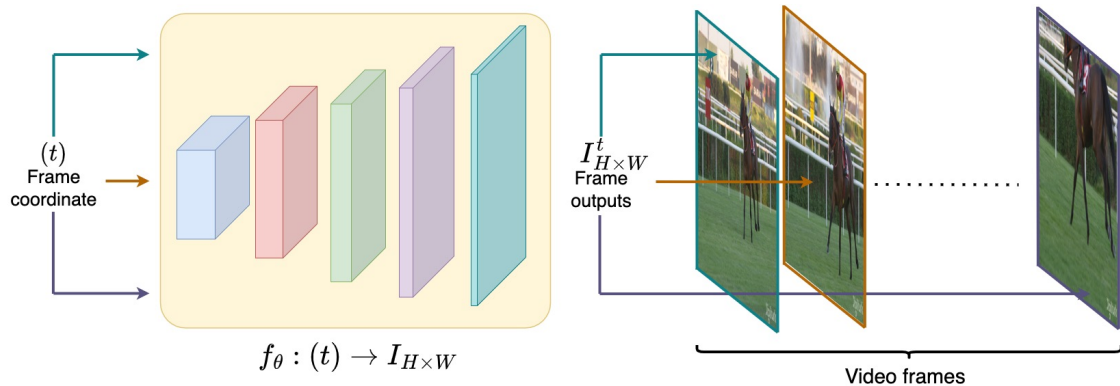 (t)
Frame
coordinate
f_θ : (t) → I_{H×W}
I^t_{H×W}
Frame
outputs
Video frames